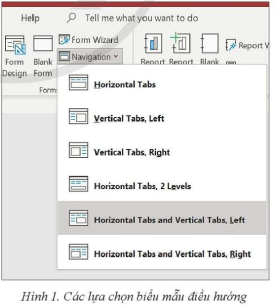 Help Tell me what you want to do
Form Wizard
Navigation
Form Design
Blank Form
Report Report Blank
Report W
Form
Horizontal Tabs
Vertical Tabs, Left
Vertical Tabs, Right
Horizontal Tabs, 2 Levels
Horizontal Tabs and Vertical Tabs, Left
Horizontal Tabs and Vertical Tabs, Right
Hình 1. Các lựa chọn biểu mẫu điều hướng